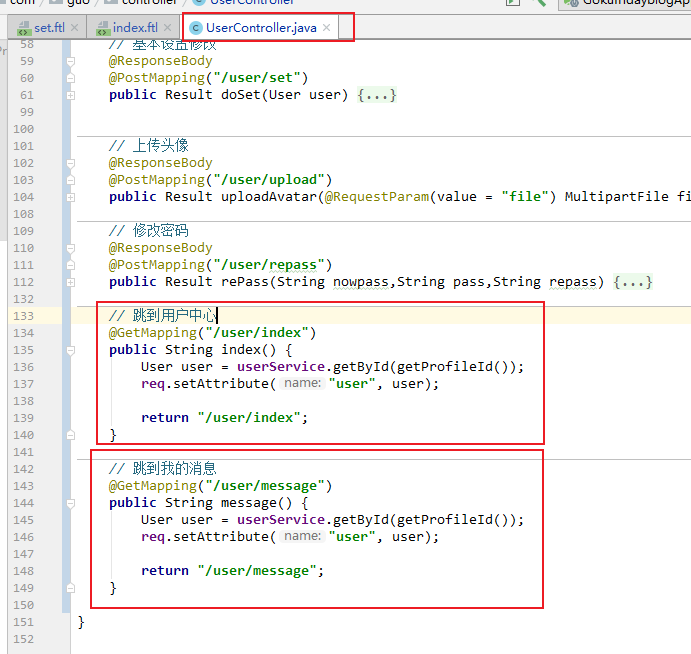 com guo controller UserController GokuMdayblogAp
set.ftl index.ftl UserController.java
58 // 基本设置修改
59 @ResponseBody
60 @PostMapping("/user/set")
61 public Result doSet(User user) {...}
99
100
101 // 上传头像
102 @ResponseBody
103 @PostMapping("/user/upload")
104 public Result uploadAvatar(@RequestParam(value = "file") MultipartFile fi
108
109 // 修改密码
110 @ResponseBody
111 @PostMapping("/user/repass")
112 public Result rePass(String nowpass,String pass,String repass) {...}
132
133 // 跳到用户中心
134 @GetMapping("/user/index")
135 public String index() {
136 User user = userService.getById(getProfileId());
137 req.setAttribute( name: "user", user);
138
139 return "/user/index";
140 }
141
142 // 跳到我的消息
143 @GetMapping("/user/message")
144 public String message() {
145 User user = userService.getById(getProfileId());
146 req.setAttribute( name: "user", user);
147
148 return "/user/message";
149 }
150
151 }
152